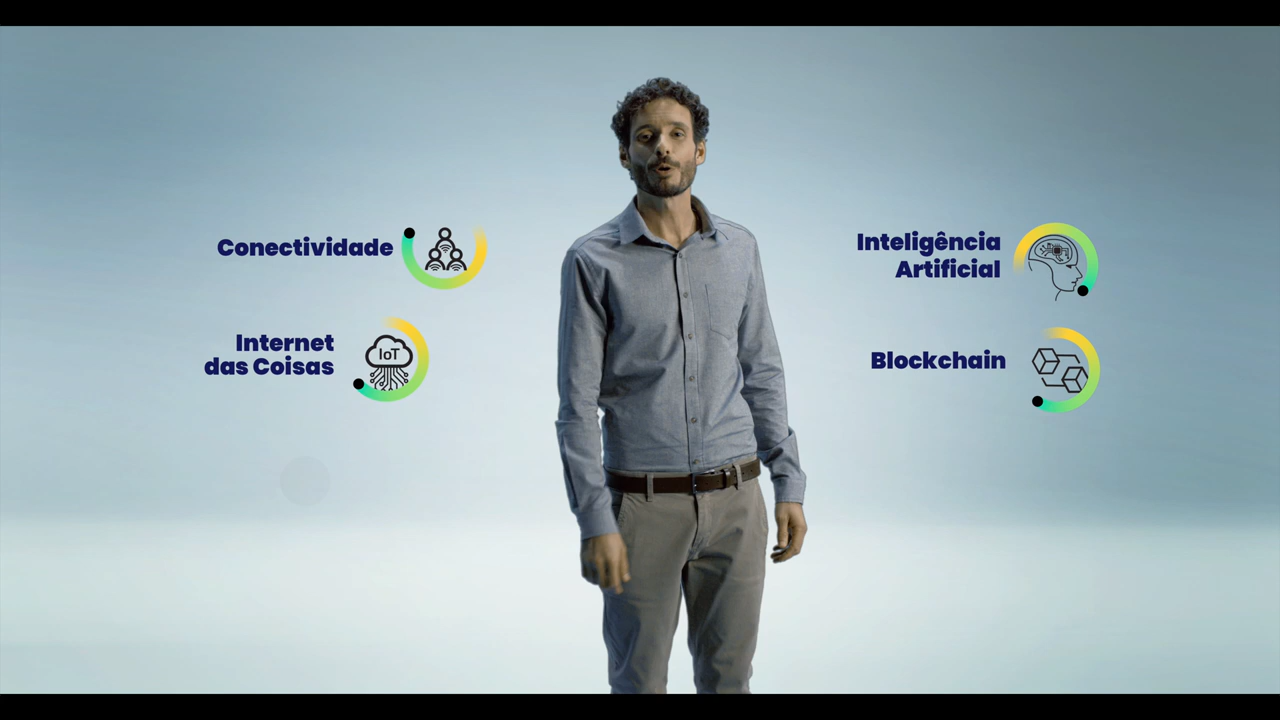 Conectividade
Internet
das Coisas
IoT
Inteligência
Artificial
Blockchain